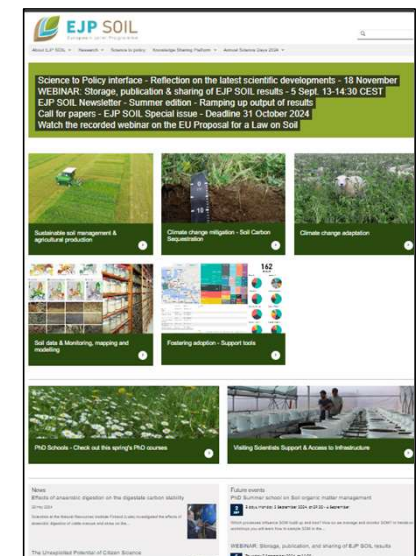 EJP SOIL
European Joint Programme
About EJP SOIL Research Science to policy Knowledge Sharing Platform Annual Science Days 2024
Science to Policy interface - Reflection on the latest scientific developments - 18 November
WEBINAR: Storage, publication & sharing of EJP SOIL results - 5 Sept. 13-14:30 CEST
EJP SOIL Newsletter - Summer edition - Ramping up output of results
Call for papers - EJP SOIL Special issue - Deadline 31 October 2024
Watch the recorded webinar on the EU Proposal for a Law on Soil
Sustainable soil management &
agricultural production
Climate change mitigation - Soil Carbon
Sequestration
Climate change adaptation
Soil data & Monitoring, mapping and
modelling
162
Fostering adoption - Support tools
PhD Schools - Check out this spring's PhD courses
Visiting Scientists Support & Access to Infrastructure
News
Effects of anaerobic digestion on the digestate carbon stability
Future events
PhD Summer school on Soil organic matter management
The Unexploited Potential of Citizen Science
WEBINAR: Storage, publication, and sharing of EJP SOIL results